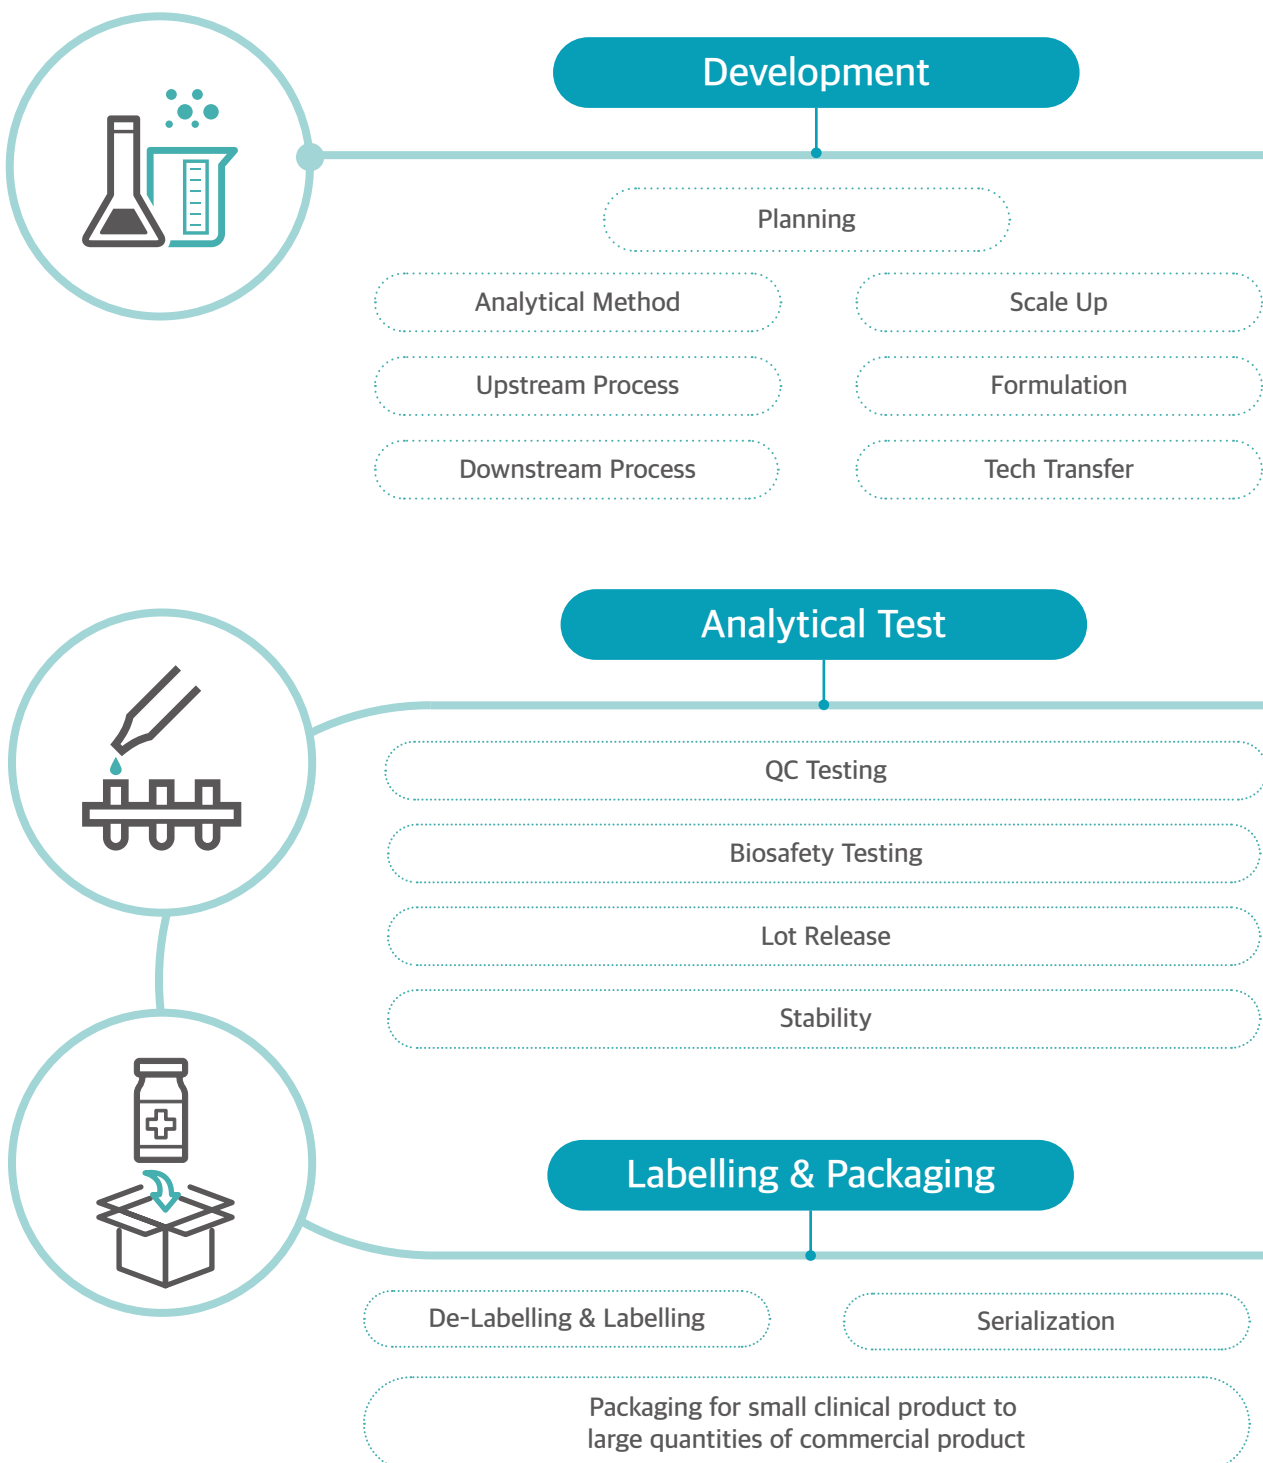 Development
Planning
Analytical Method
Scale Up
Upstream Process
Formulation
Downstream Process
Tech Transfer
Analytical Test
QC Testing
Biosafety Testing
Lot Release
Stability
Labelling & Packaging
De-Labelling & Labelling
Serialization
Packaging for small clinical product to
large quantities of commercial product